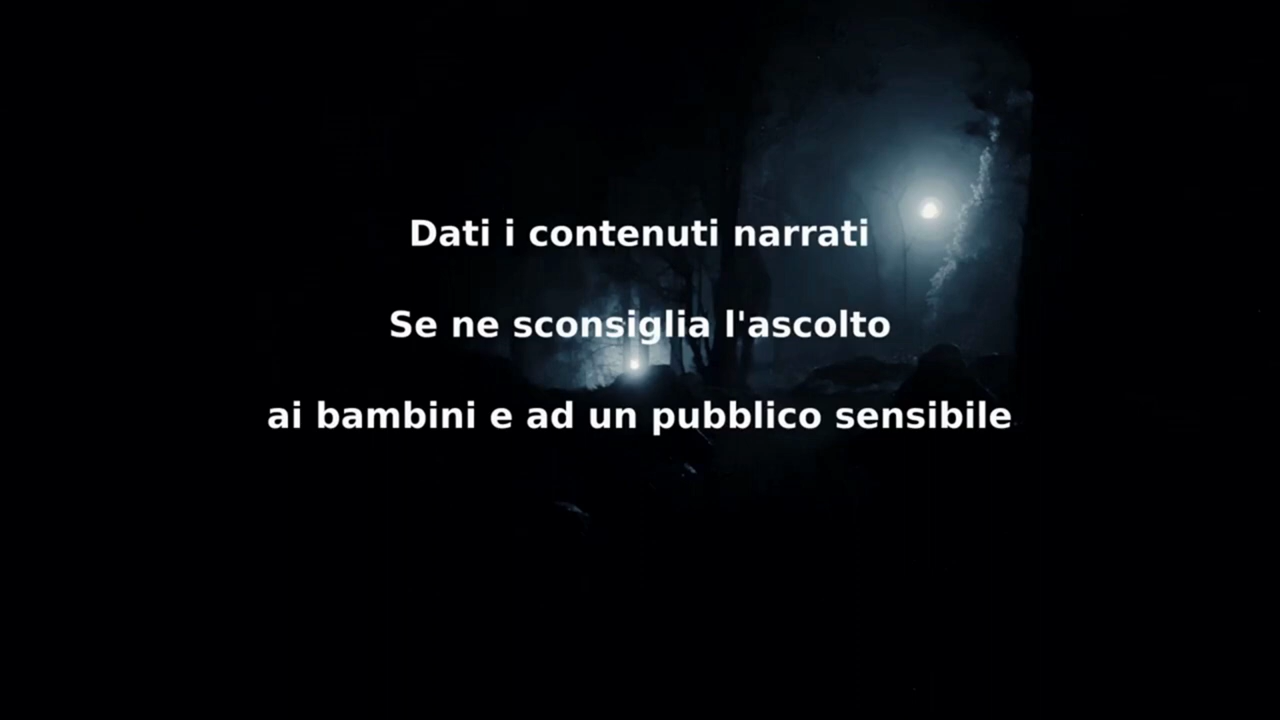 Dati i contenuti narrati
Se ne sconsiglia l'ascolto
ai bambini e ad un pubblico sensibile